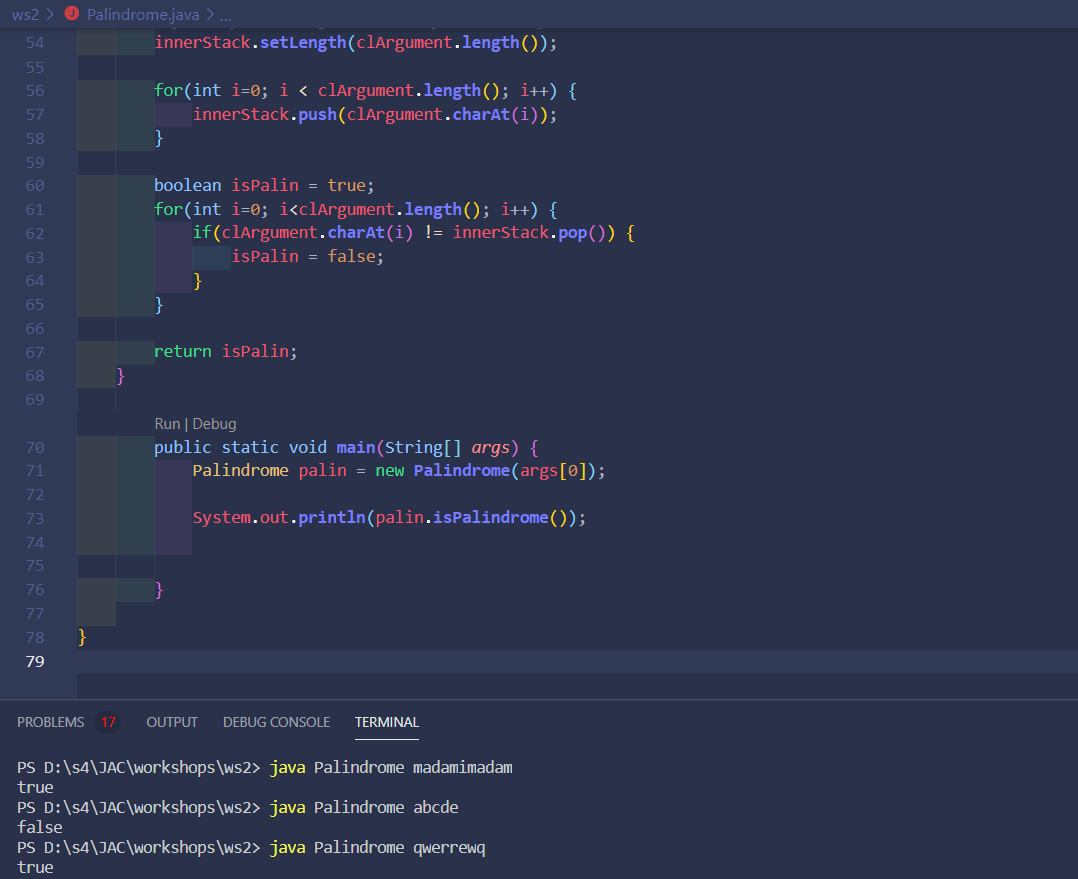 ws2 > J Palindrome.java > ...
54 innerStack.setLength(clArgument.length());
55
56 for(int i=0; i < clArgument.length(); i++) {
57 innerStack.push(clArgument.charAt(i));
58 }
59
60 boolean isPalin = true;
61 for(int i=0; i<clArgument.length(); i++) {
62 if(clArgument.charAt(i) != innerStack.pop()) {
63 isPalin = false;
64 }
65 }
66
67 return isPalin;
68 }
69
Run | Debug
70 public static void main(String[] args) {
71 Palindrome palin = new Palindrome(args[0]);
72
73 System.out.println(palin.isPalindrome());
74
75
76 }
77
78 }
79
PROBLEMS 17 OUTPUT DEBUG CONSOLE TERMINAL
PS D:\s4\JAC\workshops\ws2> java Palindrome madamimadam
true
PS D:\s4\JAC\workshops\ws2> java Palindrome abcde
false
PS D:\s4\JAC\workshops\ws2> java Palindrome qwerrewq
true